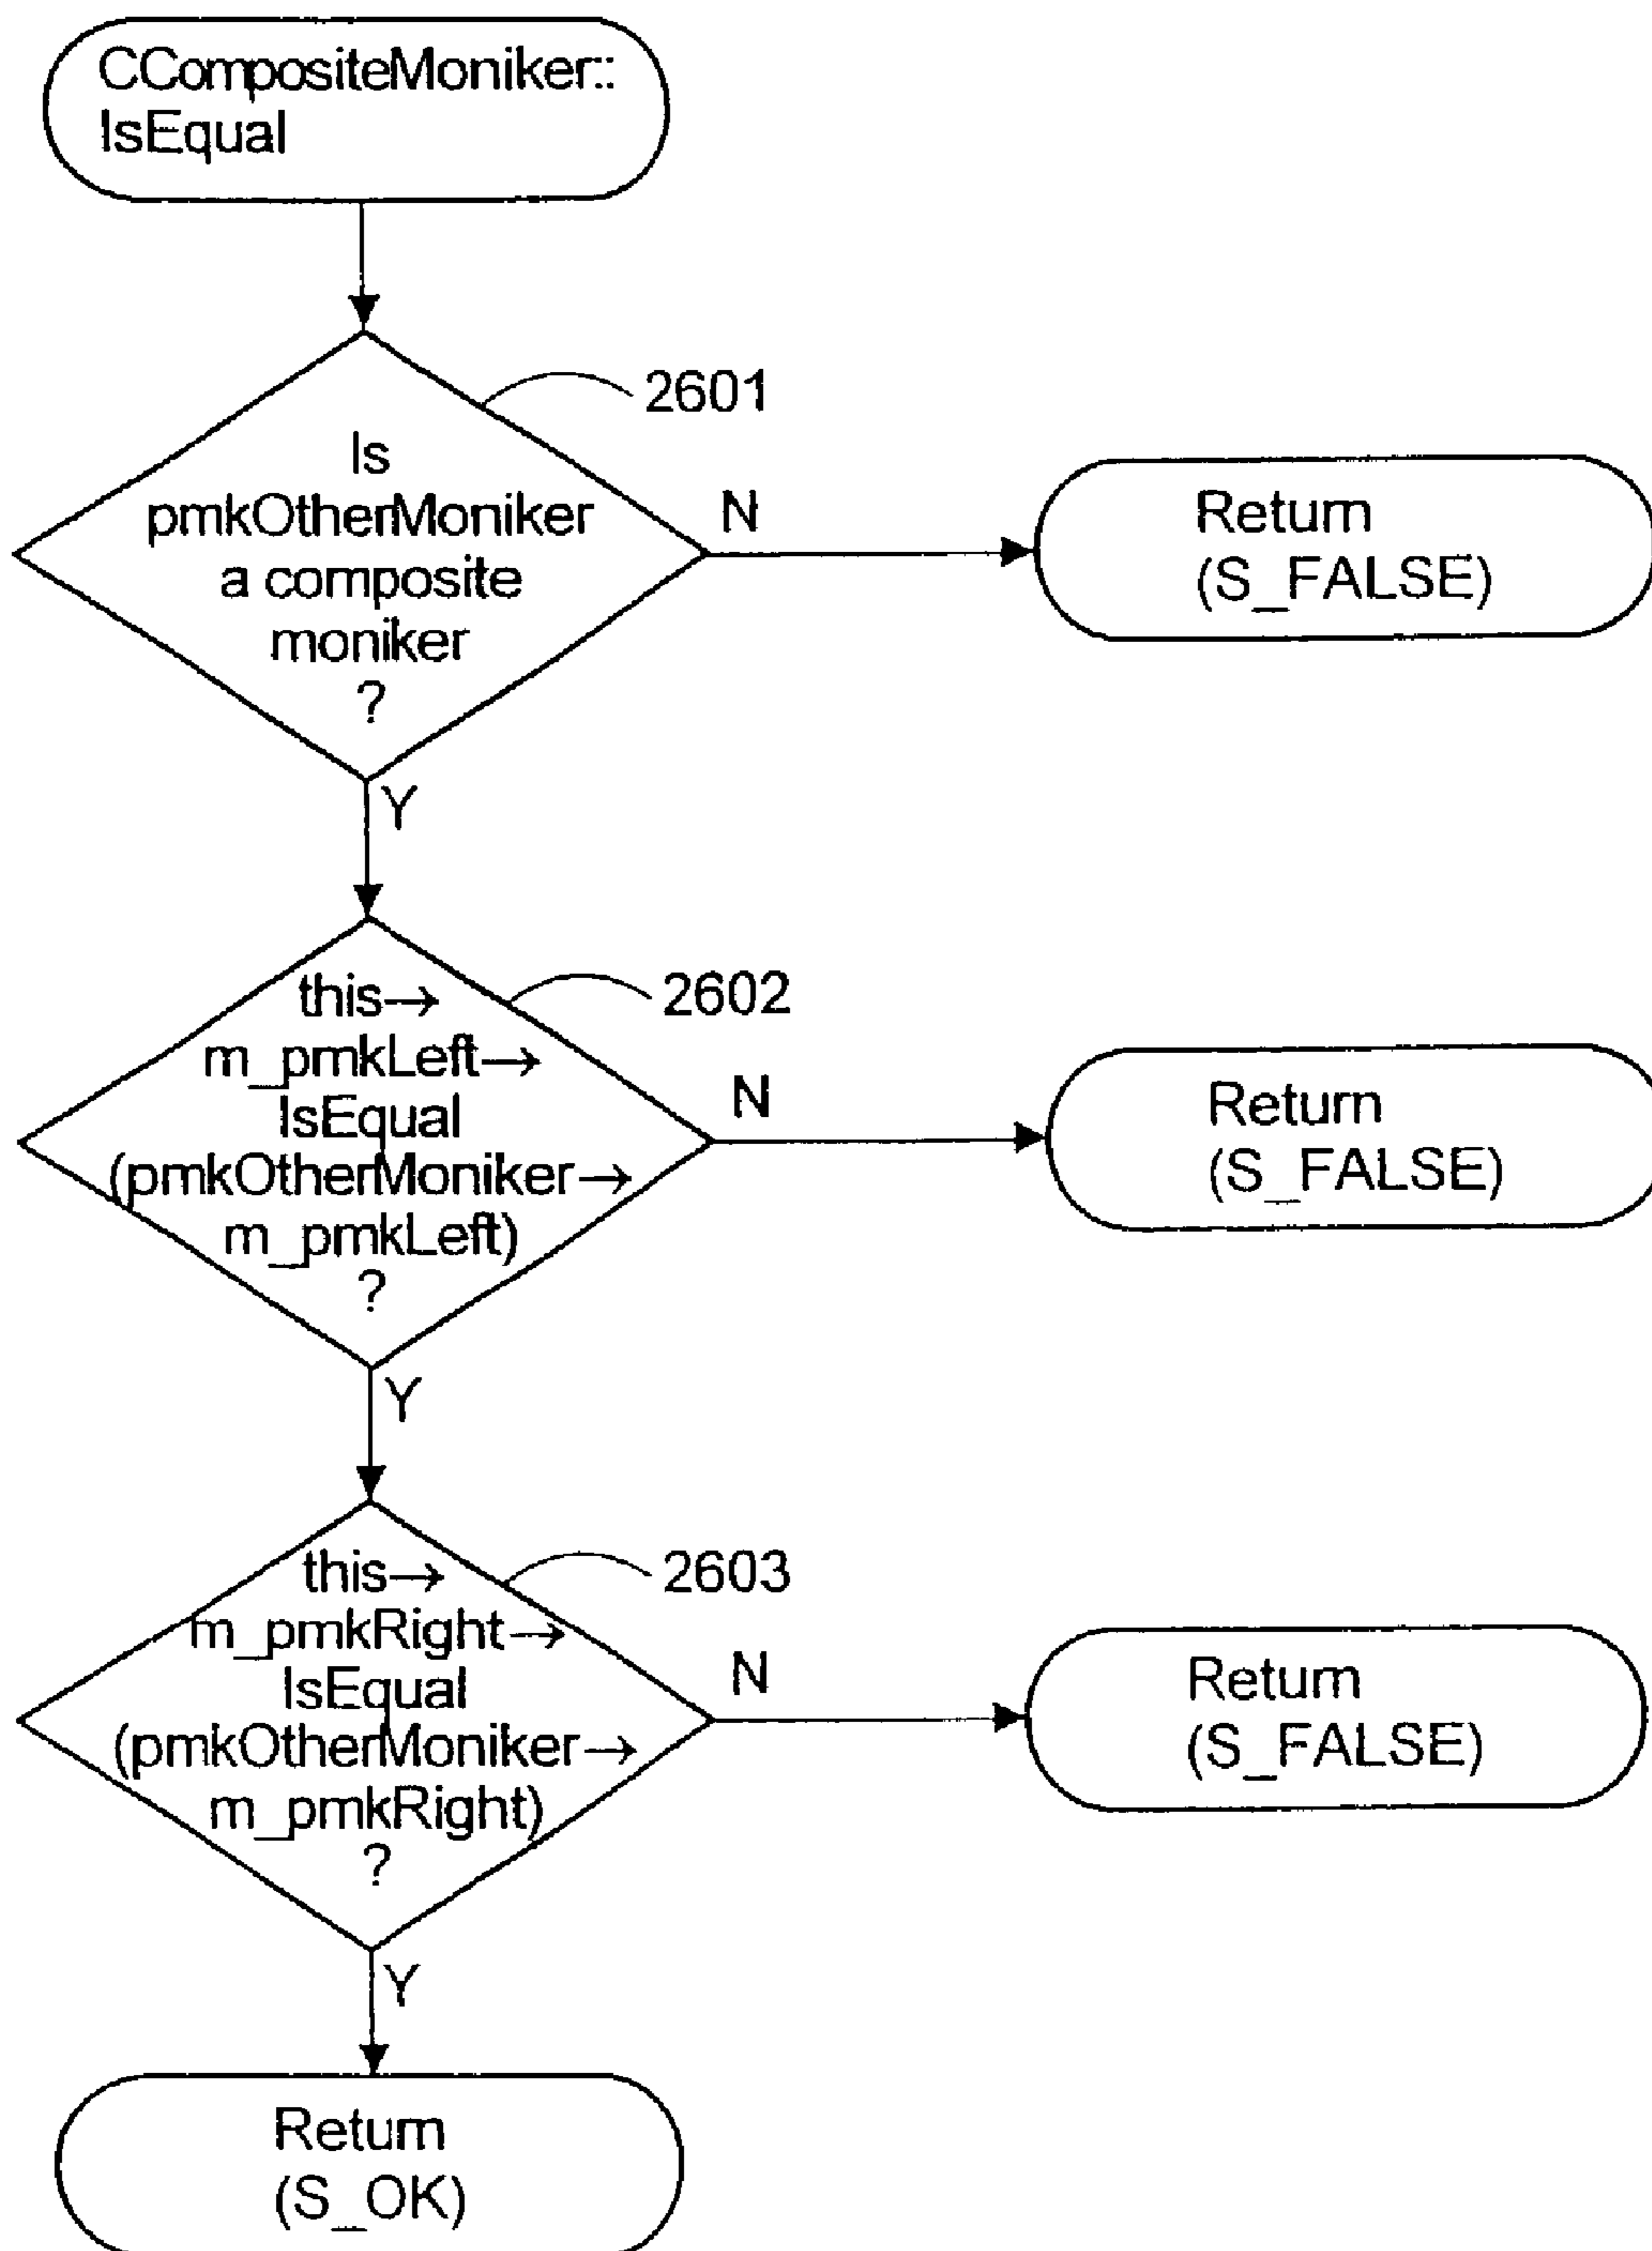 CCompositeMoniker::
IsEqual
2601
Is
pmkOtherMoniker
a composite
moniker
?
N
Return
(S_FALSE)
Y
2602
this→
m_pmkLeft→
IsEqual
(pmkOtherMoniker→
m_pmkLeft)
?
N
Return
(S_FALSE)
Y
2603
this→
m_pmkRight→
IsEqual
(pmkOtherMoniker→
m_pmkRight)
?
N
Return
(S_FALSE)
Y
Return
(S_OK)